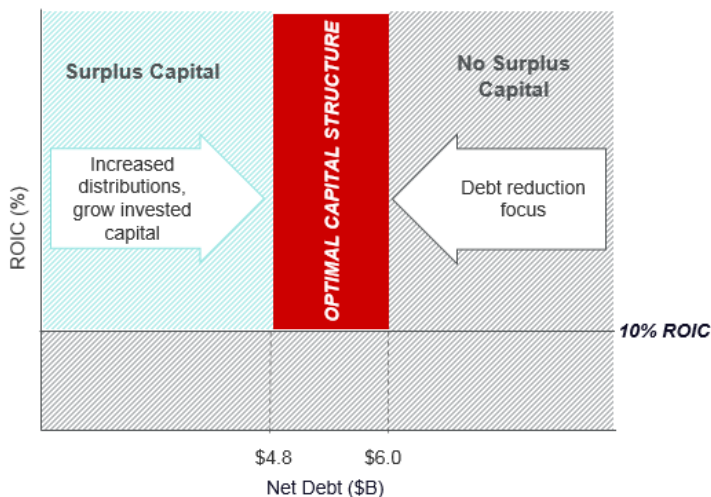 Surplus Capital
No Surplus
Capital
OPTIMAL CAPITAL STRUCTURE
Increased
distributions,
grow invested
capital
Debt reduction
focus
ROIC (%)
10% ROIC
$4.8
$6.0
Net Debt ($B)